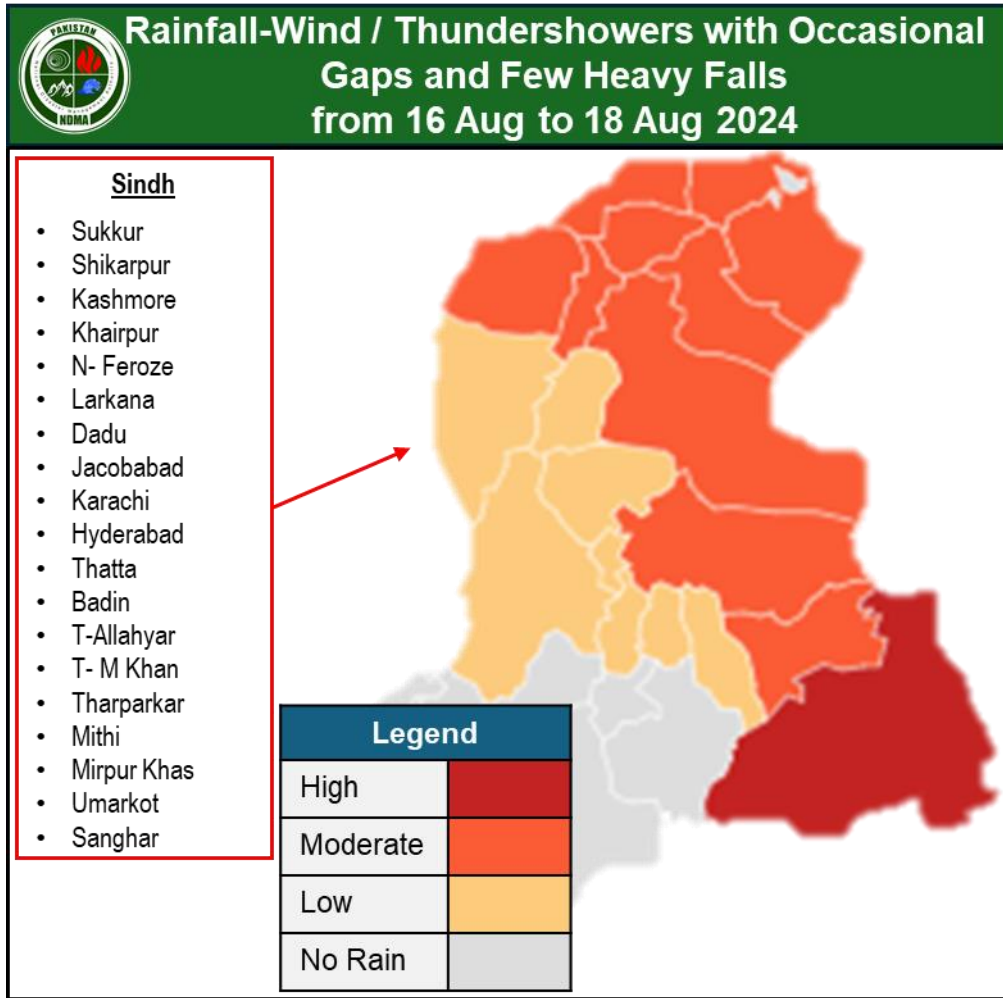 PAKISTAN
NDMA
Rainfall-Wind / Thundershowers with Occasional
Gaps and Few Heavy Falls
from 16 Aug to 18 Aug 2024
Sindh
• Sukkur
• Shikarpur
• Kashmore
• Khairpur
• N- Feroze
• Larkana
• Dadu
• Jacobabad
• Karachi
• Hyderabad
• Thatta
• Badin
• T-Allahyar
• T- M Khan
• Tharparkar
• Mithi
• Mirpur Khas
• Umarkot
• Sanghar
Legend
High
Moderate
Low
No Rain